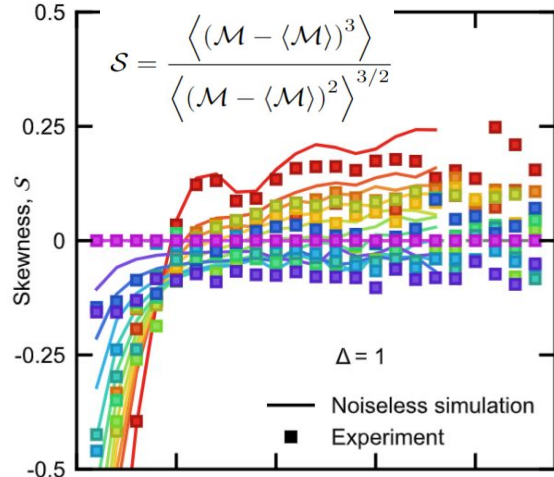 0.5
S = ⟨(M − ⟨M⟩)³⟩ / ⟨(M − ⟨M⟩)²⟩^{3/2}
0.25
0
-0.25
-0.5
Skewness, S
Δ = 1
Noiseless simulation
Experiment